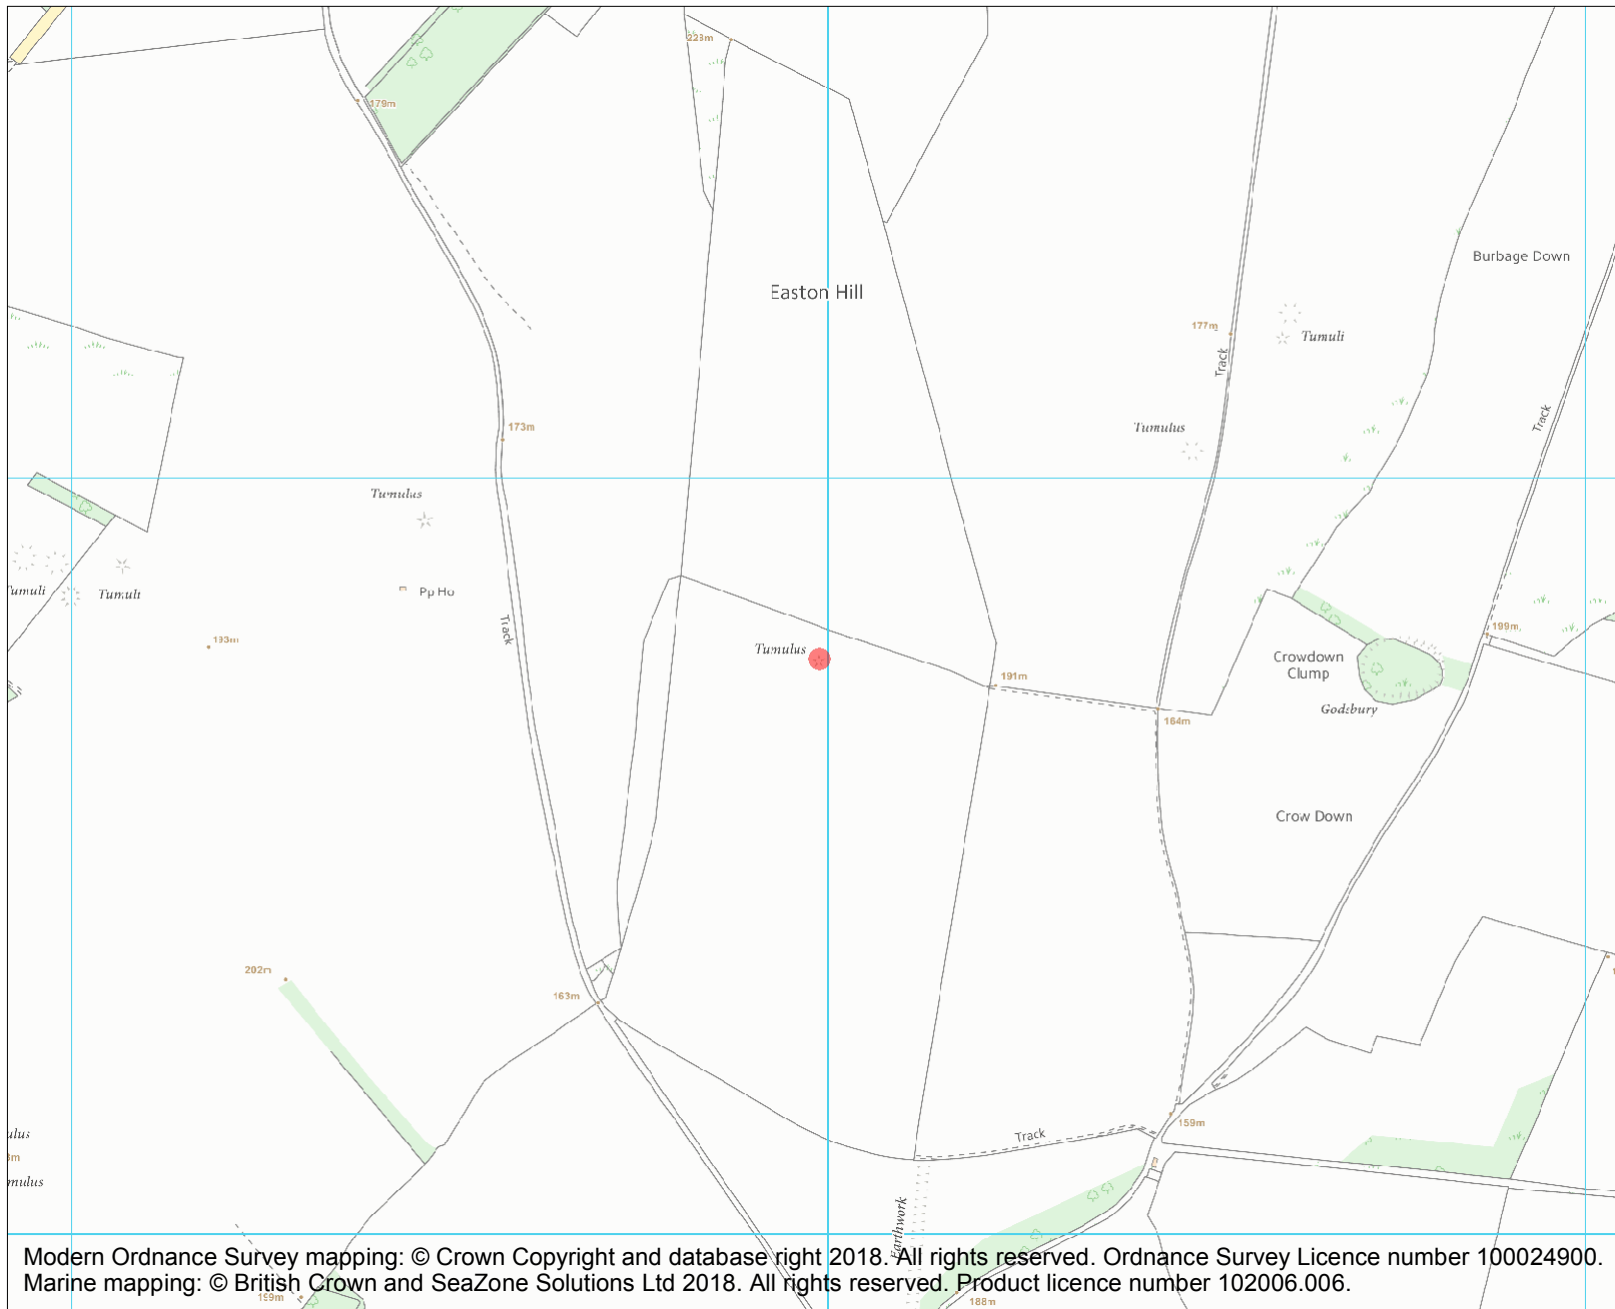 223m
179m
Burbage Down
Easton Hill
177m
Tumuli
Track
Track
173m
Tumulus
Tumulus
Tumuli
Tumuli
Pp Ho
Track
193m
199m
Tumulus
Crowdown
Clump
191m
Godsbury
164m
Crow Down
202m
163m
159m
Track
Earthwork
Modern Ordnance Survey mapping: © Crown Copyright and database right 2018. All rights reserved. Ordnance Survey Licence number 100024900.
Marine mapping: © British Crown and SeaZone Solutions Ltd 2018. All rights reserved. Product licence number 102006.006.
199m
188m